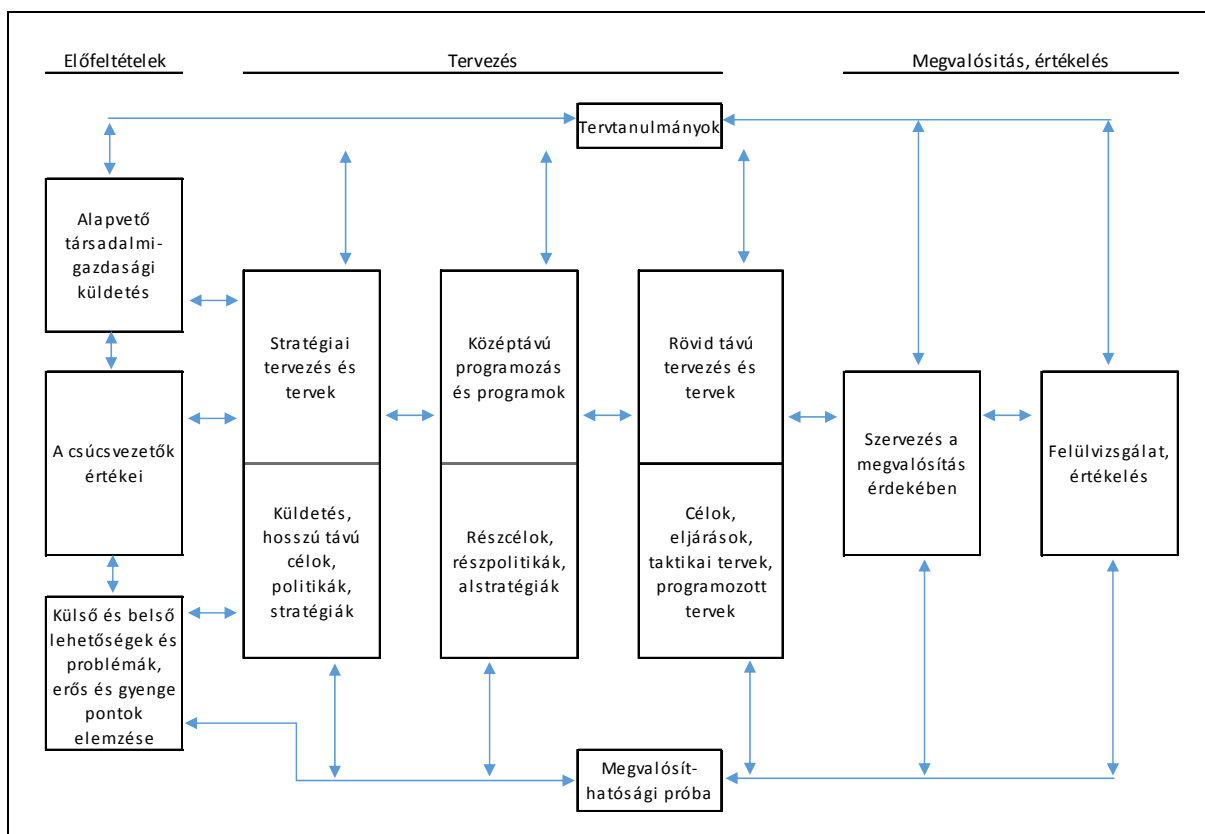 Előfeltételek
Tervezés
Megvalósitás, értékelés
Tervtanulmányok
Alapvető
társadalmi-
gazdasági
küldetés
A csúcsvezetők
értékei
Külső és belső
lehetőségek és
problémák,
erős és gyenge
pontok
elemzése
Stratégiai
tervezés és
tervek
Küldetés,
hosszú távú
célok,
politikák,
stratégiák
Középtávú
programozás
és programok
Részcélok,
részpolitikák,
alstratégiák
Rövid távú
tervezés és
tervek
Célok,
eljárások,
taktikai tervek,
programozott
tervek
Szervezés a
megvalósítás
érdekében
Felülvizsgálat,
értékelés
Megvalósít-
hatósági próba